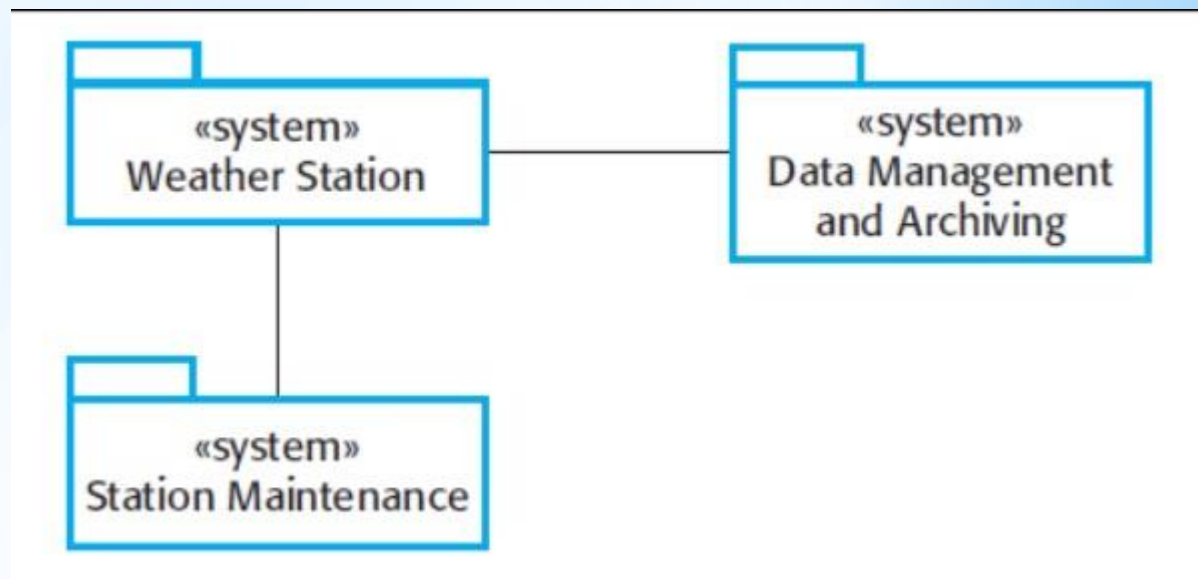 «system»
Weather Station
«system»
Data Management
and Archiving
«system»
Station Maintenance